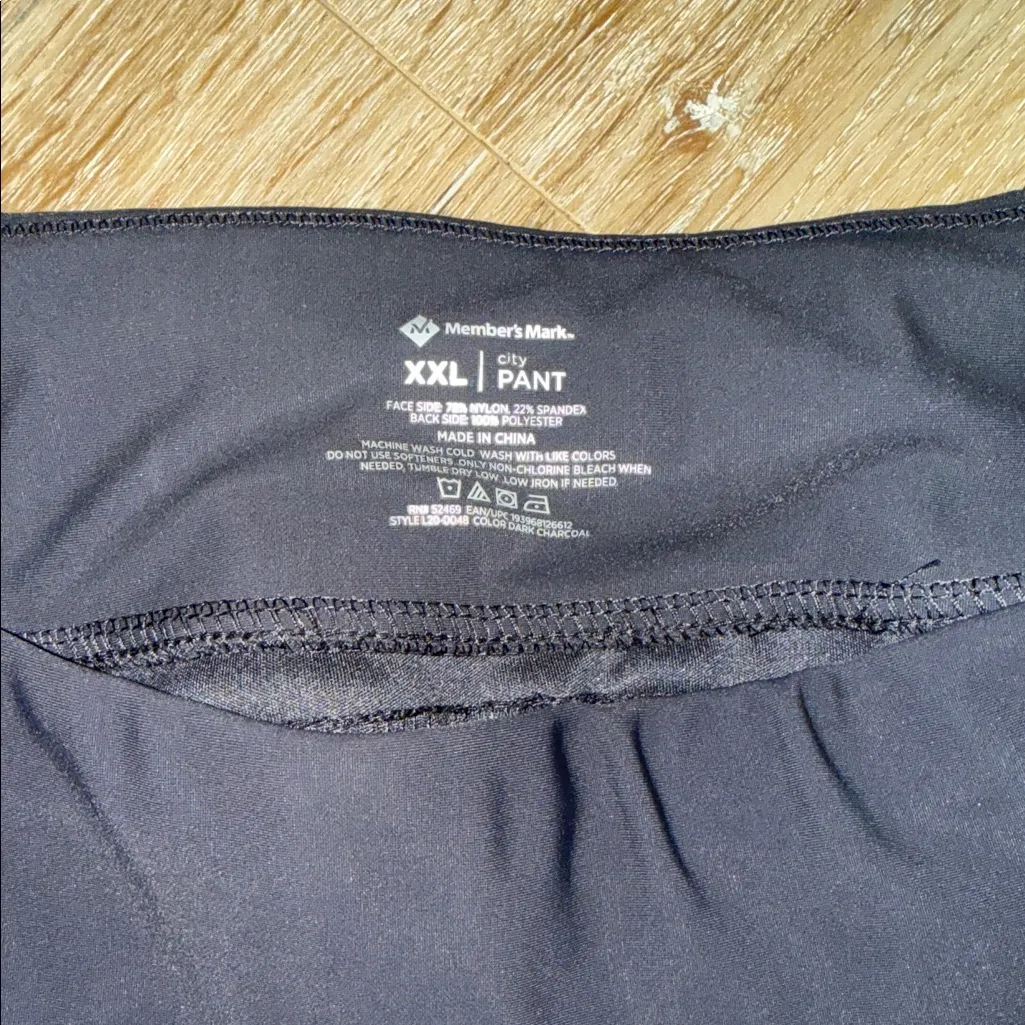 Member's Mark™
XXL | city PANT
FACE SIDE: 78% NYLON, 22% SPANDEX
BACK SIDE: 100% POLYESTER
MADE IN CHINA
MACHINE WASH COLD WASH WITH LIKE COLORS
DO NOT USE SOFTENERS ONLY NON-CHLORINE BLEACH WHEN
NEEDED, TUMBLE DRY LOW LOW IRON IF NEEDED
RN# 52469 EAN/UPC 193968126612
STYLE L20-0048 COLOR DARK CHARCOAL